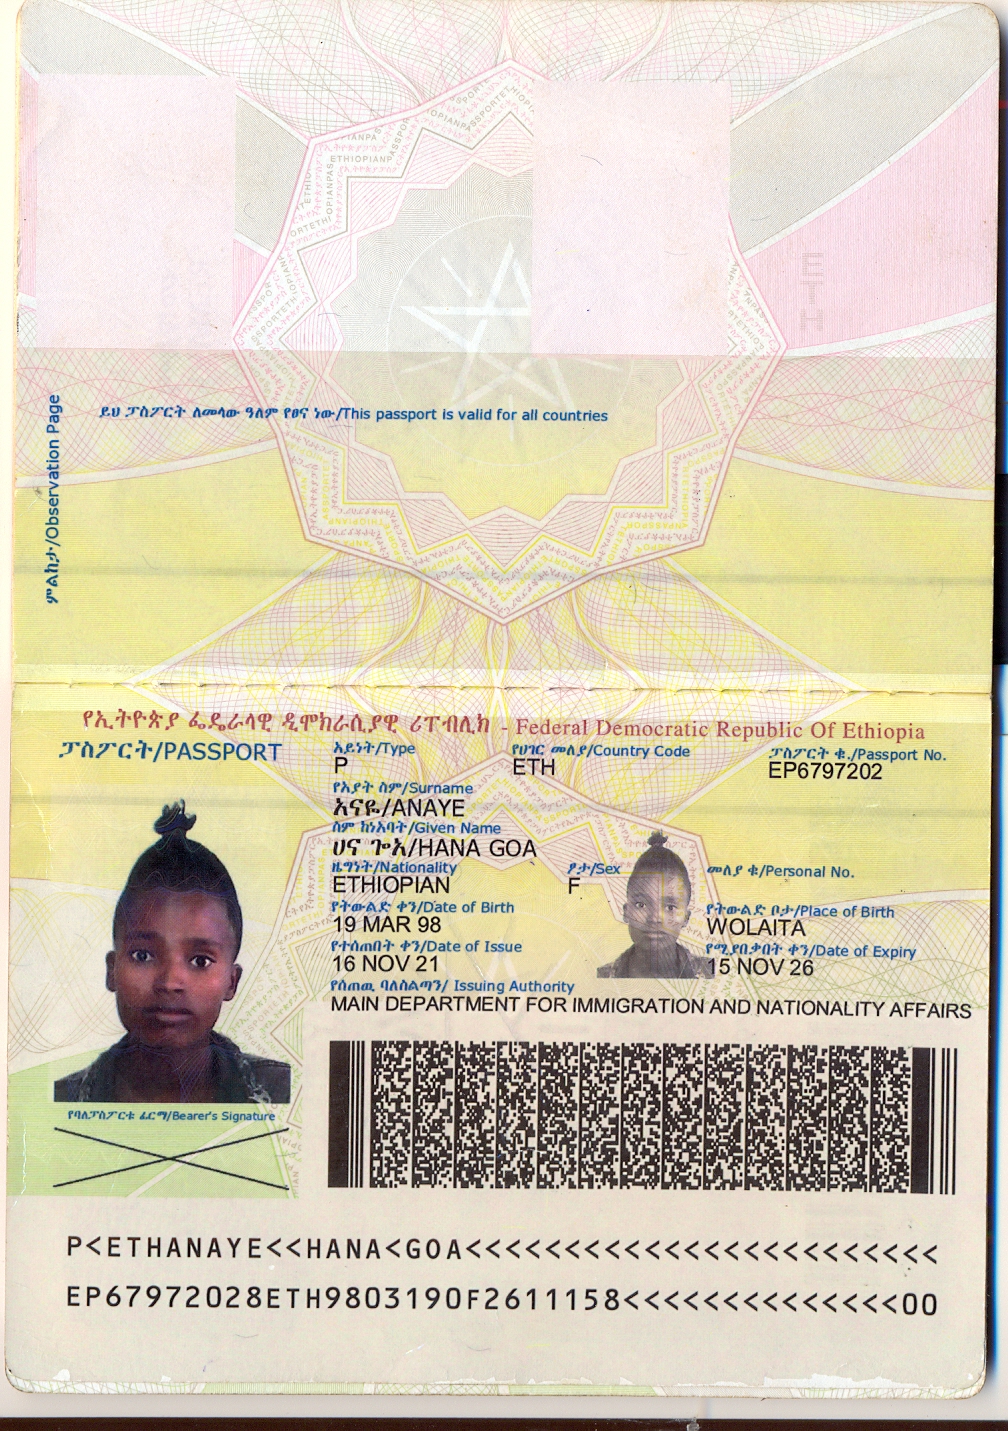 ምልከታ/Observation Page
ይህ ፓስፖርት ለመላው ዓለም የፀና ነው/This passport is valid for all countries
የኢትዮጵያ ፌዴራላዊ ዲሞክራሲያዊ ሪፐብሊክ - Federal Democratic Republic Of Ethiopia
ፓስፖርት/PASSPORT
አይነት/Type
የሀገር መለያ/Country Code
ፓስፖርት ቁ./Passport No.
P
ETH
EP6797202
የአያት ስም/Surname
አናዬ/ANAYE
ስም ከነአባት/Given Name
ሀና ጐአ/HANA GOA
ዜግነት/Nationality
ፆታ/Sex
መለያ ቁ/Personal No.
ETHIOPIAN
F
የትውልድ ቀን/Date of Birth
የትውልድ ቦታ/Place of Birth
19 MAR 98
WOLAITA
የተሰጠበት ቀን/Date of Issue
የሚያበቃበት ቀን/Date of Expiry
16 NOV 21
15 NOV 26
የሰጠዉ ባለስልጣን/ Issuing Authority
MAIN DEPARTMENT FOR IMMIGRATION AND NATIONALITY AFFAIRS
የባለፓስፖርቱ ፊርማ/Bearer's Signature
P<ETHANAYE<<HANA<GOA<<<<<<<<<<<<<<<<<<<<<<<<
EP67972028ETH9803190F2611158<<<<<<<<<<<<<<00